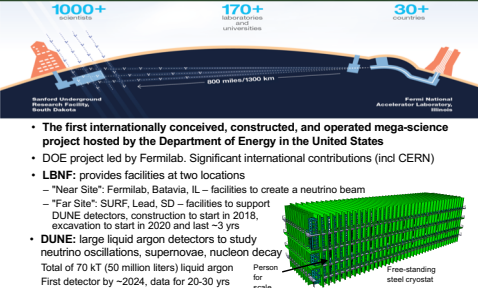 1000+
scientists
170+
laboratories
and
universities
30+
countries
800 miles/1300 km
Sanford Underground
Research Facility,
South Dakota
Fermi National
Accelerator Laboratory,
Illinois
• The first internationally conceived, constructed, and operated mega-science
project hosted by the Department of Energy in the United States
• DOE project led by Fermilab. Significant international contributions (incl CERN)
• LBNF: provides facilities at two locations
– "Near Site": Fermilab, Batavia, IL – facilities to create a neutrino beam
– "Far Site": SURF, Lead, SD – facilities to support
DUNE detectors, construction to start in 2018,
excavation to start in 2020 and last ~3 yrs
• DUNE: large liquid argon detectors to study
neutrino oscillations, supernovae, nucleon decay
Total of 70 kT (50 million liters) liquid argon
First detector by ~2024, data for 20-30 yrs
Person
for
scale
Free-standing
steel cryostat